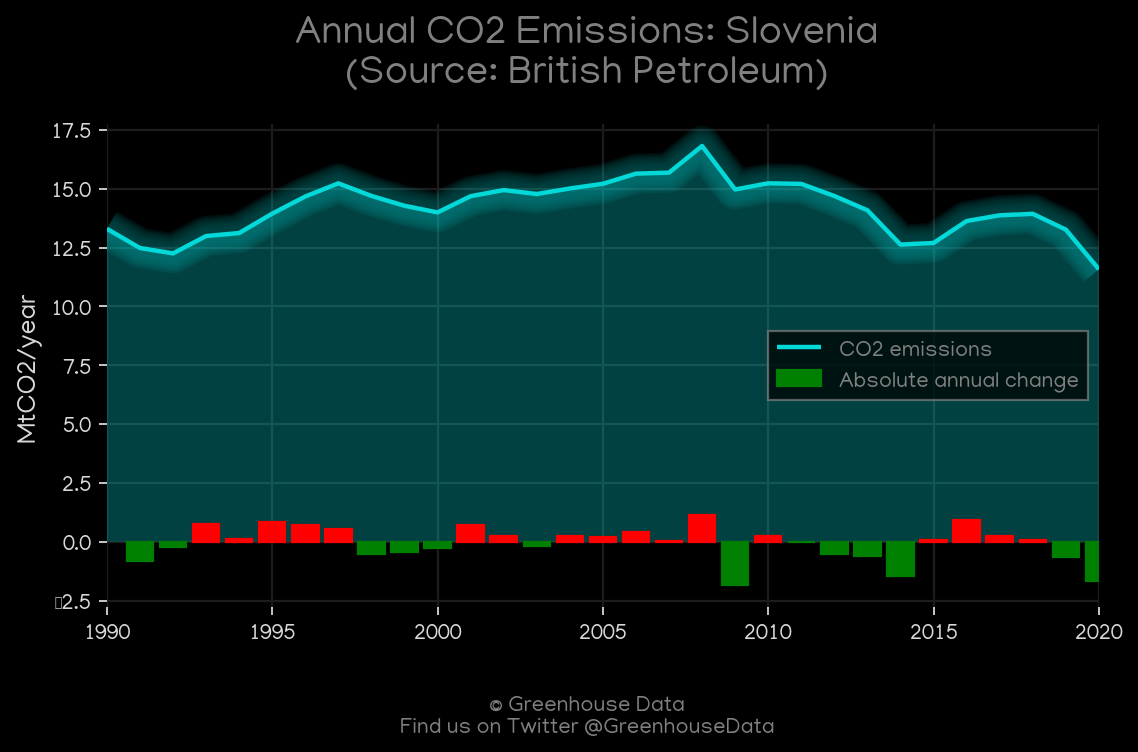 Annual CO2 Emissions: Slovenia
(Source: British Petroleum)
MtCO2/year
17.5
15.0
12.5
10.0
7.5
5.0
2.5
0.0
▯2.5
CO2 emissions
Absolute annual change
1990 1995 2000 2005 2010 2015 2020
© Greenhouse Data
Find us on Twitter @GreenhouseData